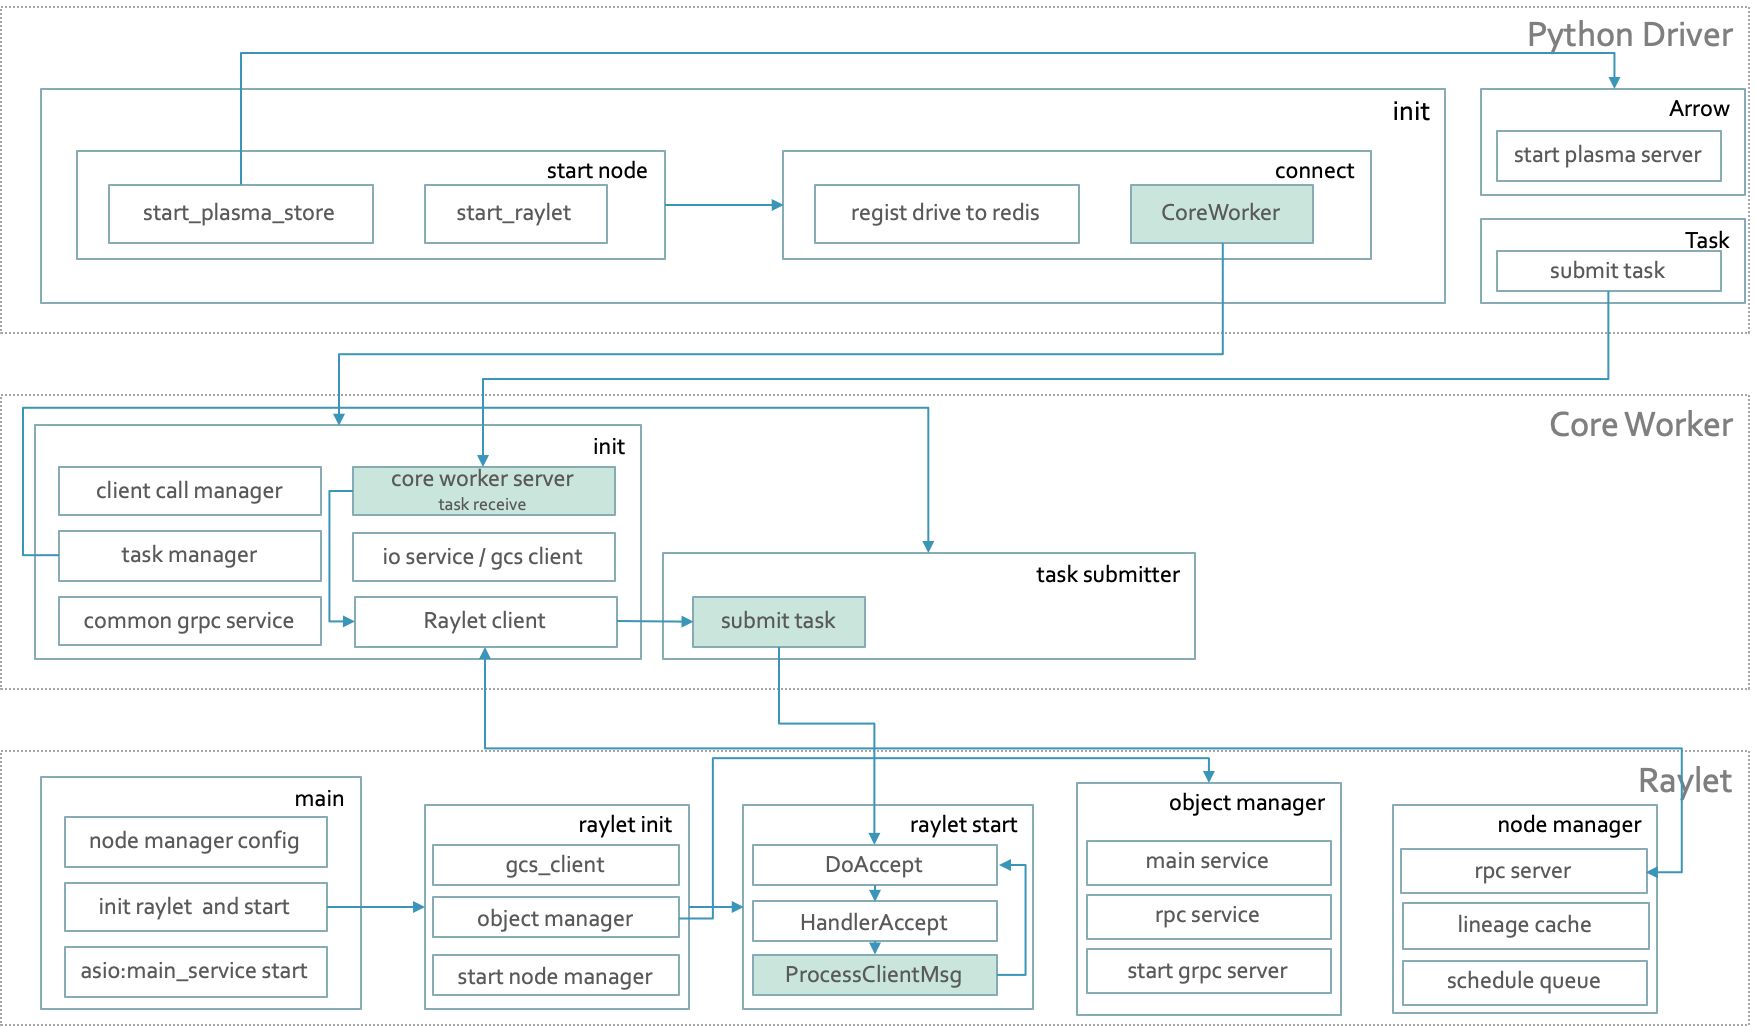 Python Driver
init
start node
start_plasma_store
start_raylet
connect
regist drive to redis
CoreWorker
Arrow
start plasma server
Task
submit task
Core Worker
init
client call manager
core worker server
task receive
task manager
io service / gcs client
common grpc service
Raylet client
task submitter
submit task
Raylet
main
node manager config
init raylet  and start
asio:main_service start
raylet init
gcs_client
object manager
start node manager
raylet start
DoAccept
HandlerAccept
ProcessClientMsg
object manager
main service
rpc service
start grpc server
node manager
rpc server
lineage cache
schedule queue